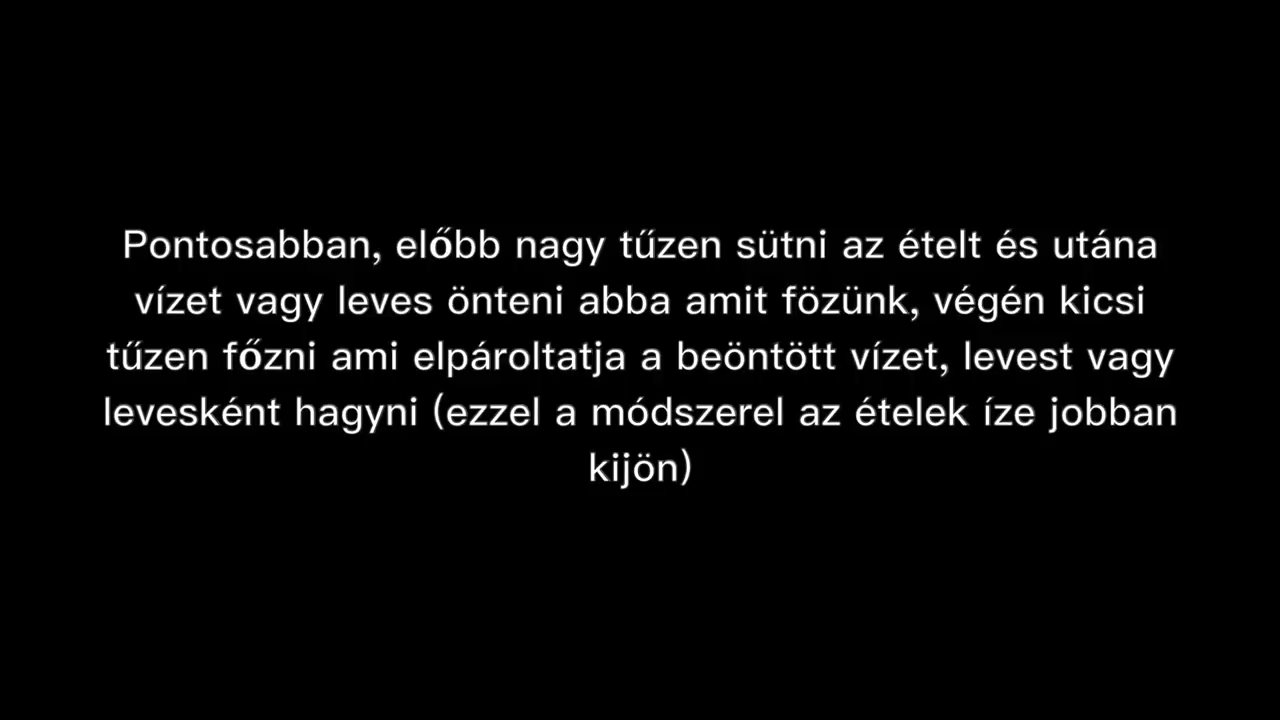 Pontosabban, előbb nagy tűzen sütni az ételt és utána
vízet vagy leves önteni abba amit fözünk, végén kicsi
tűzen főzni ami elpároltatja a beöntött vízet, levest vagy
levesként hagyni (ezzel a módszerel az ételek íze jobban
kijön)